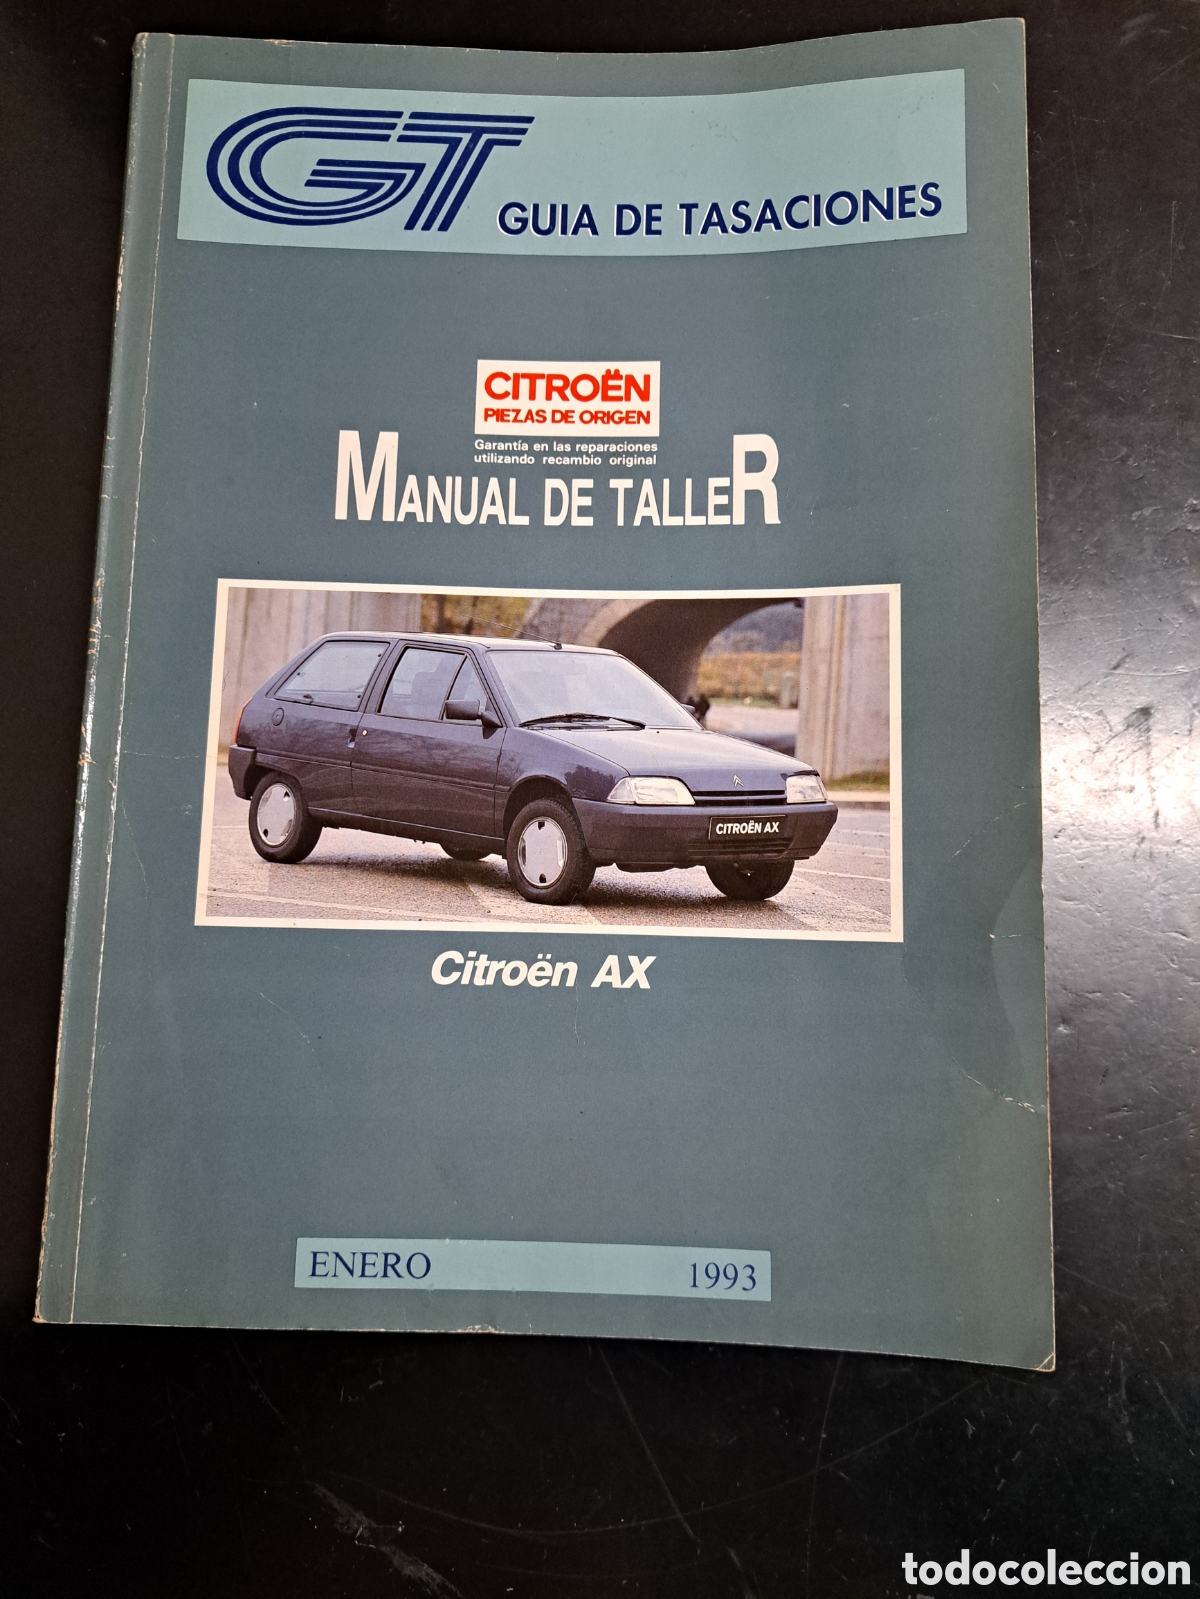 GT GUIA DE TASACIONES
CITROËN
PIEZAS DE ORIGEN
Garantía en las reparaciones
utilizando recambio original
MANUAL DE TALLER
CITROËN AX
Citroën AX
ENERO 1993
todocoleccion